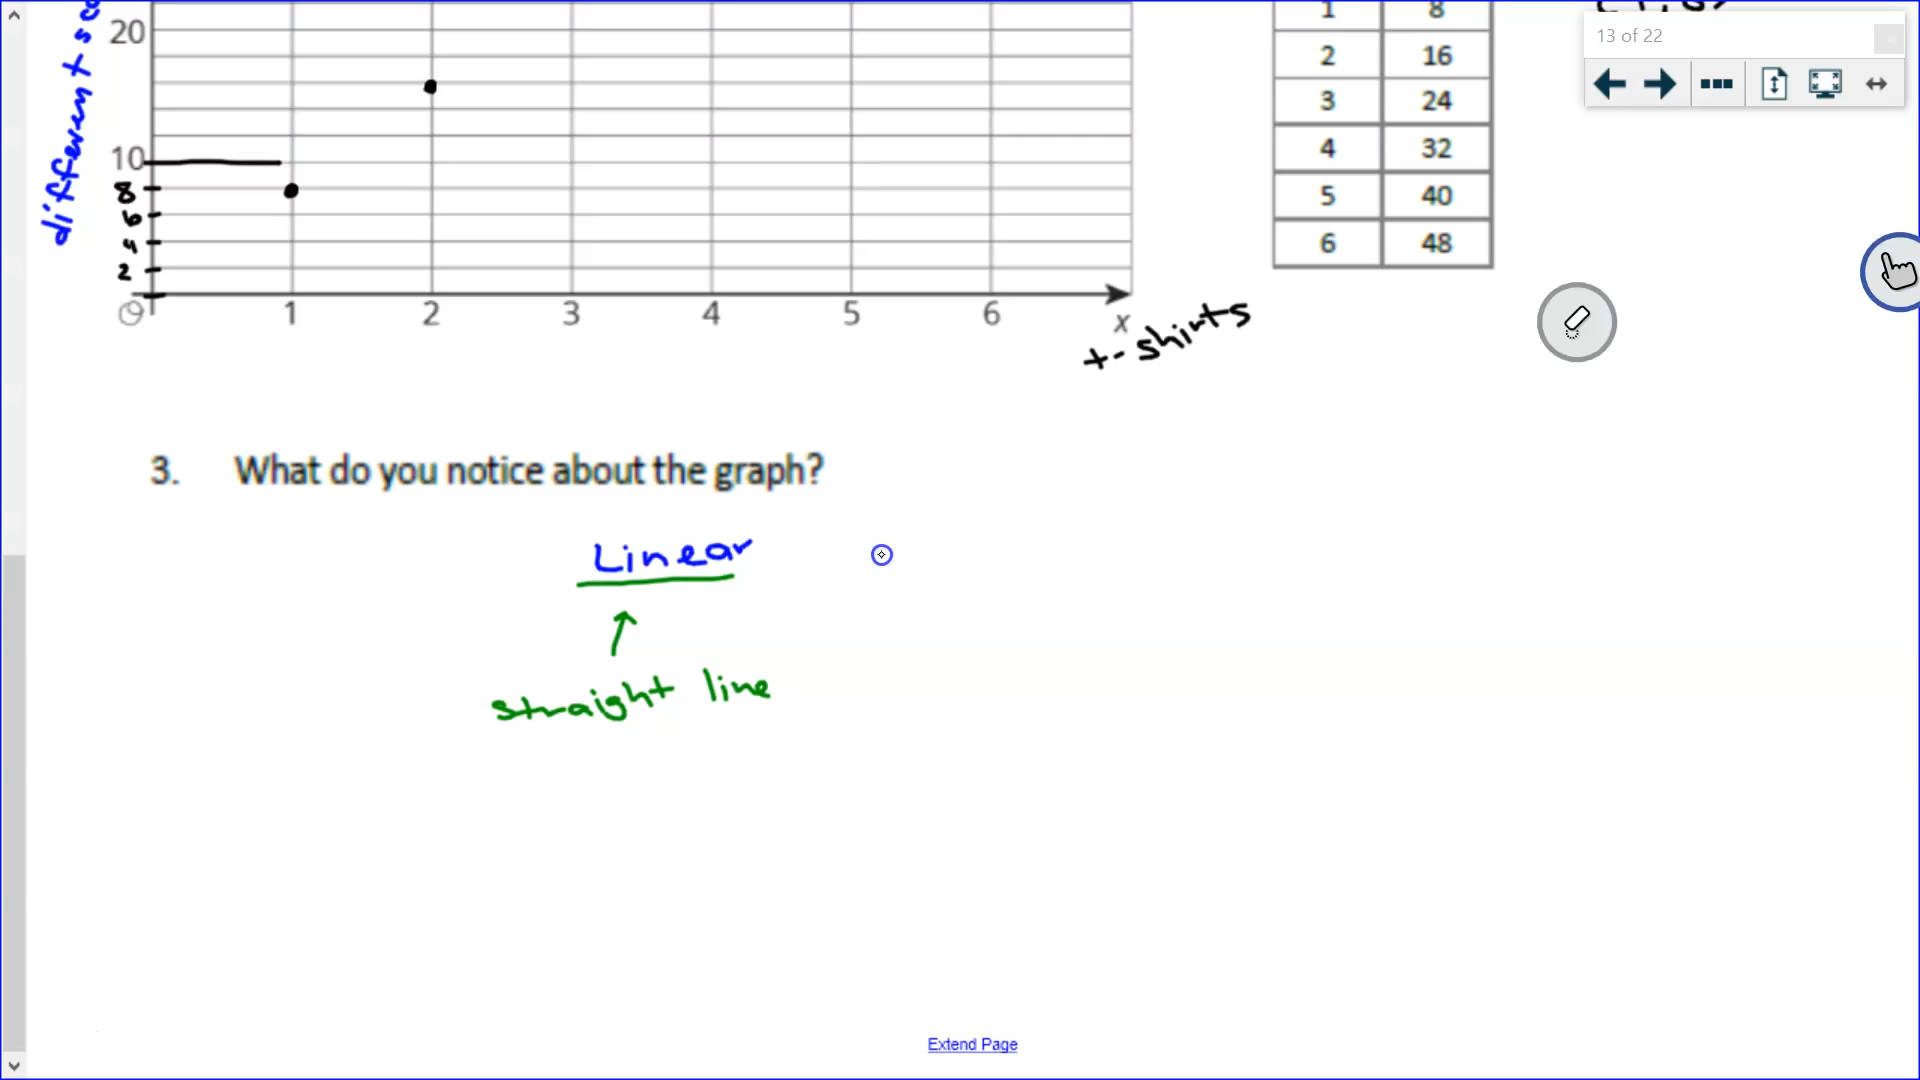 different
20
10
8
6
4
2
0
1 2 3 4 5 6 x
t-shirts
1 8
2 16
3 24
4 32
5 40
6 48
13 of 22
3. What do you notice about the graph?
Linear
straight line
Extend Page